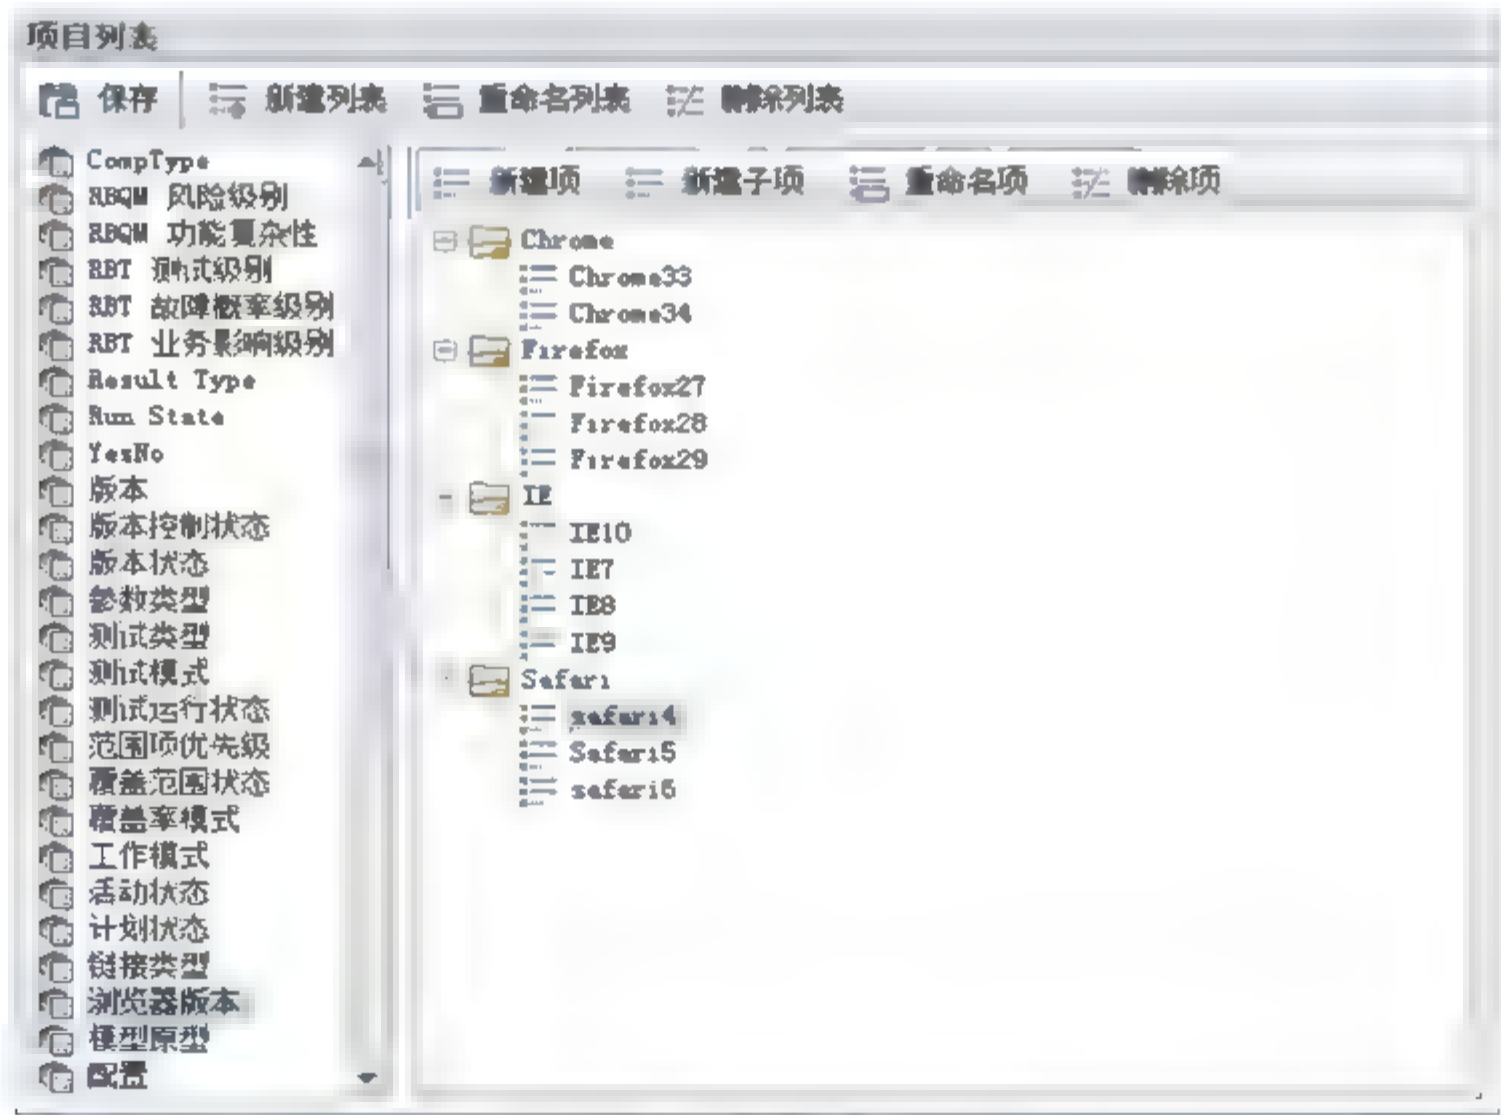 项目列表
保存 新建列表 重命名列表 删除列表
CompType
RBQM 风险级别
RBQM 功能复杂性
RBT 测试级别
RBT 故障概率级别
RBT 业务影响级别
Result Type
Run State
YesNo
版本
版本控制状态
版本状态
参数类型
测试类型
测试模式
测试运行状态
范围项优先级
覆盖范围状态
覆盖率模式
工作模式
活动状态
计划状态
链接类型
浏览器版本
模型原型
配置
新建项 新建子项 重命名项 删除项
Chrome
Chrome33
Chrome34
Firefox
Firefox27
Firefox28
Firefox29
IE
IE10
IE7
IE8
IE9
Safari
safari4
Safari5
safari6